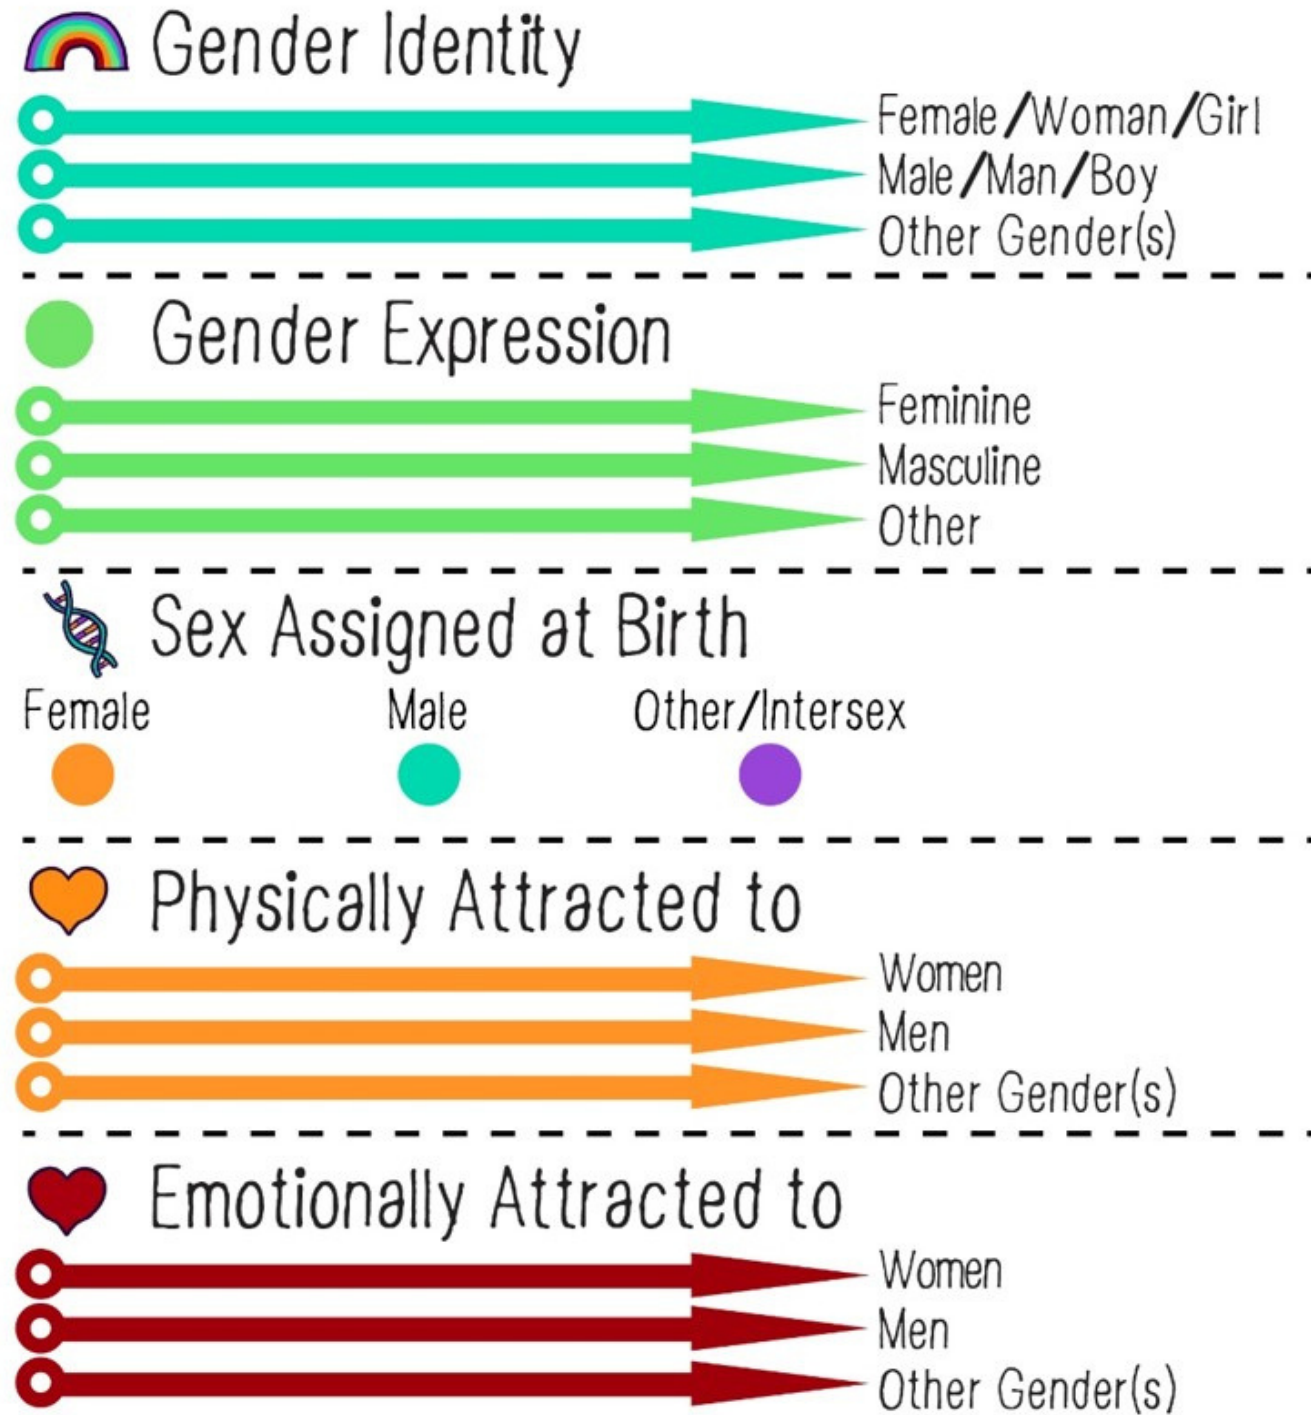 Gender Identity
Female/Woman/Girl
Male/Man/Boy
Other Gender(s)
Gender Expression
Feminine
Masculine
Other
Sex Assigned at Birth
Female Male Other/Intersex
Physically Attracted to
Women
Men
Other Gender(s)
Emotionally Attracted to
Women
Men
Other Gender(s)